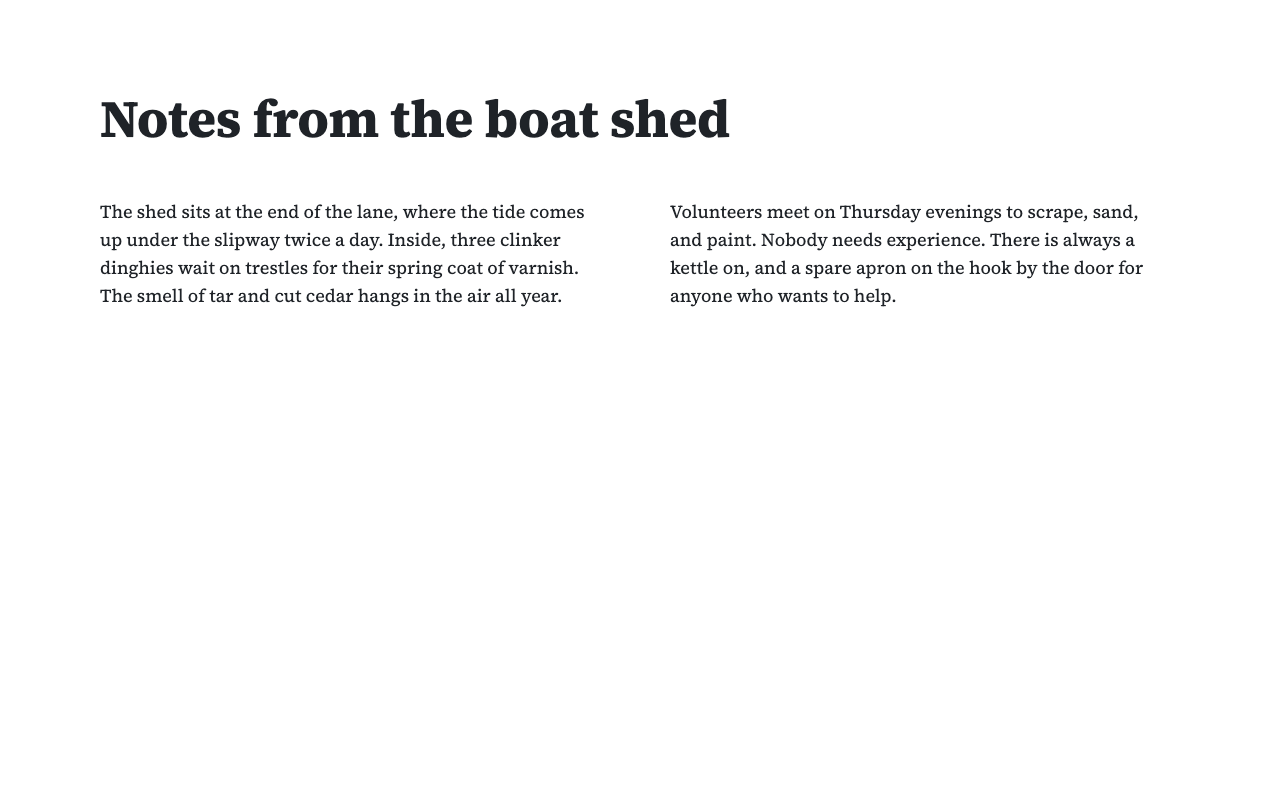 Notes from the boat shed
The shed sits at the end of the lane, where the tide comes
up under the slipway twice a day. Inside, three clinker
dinghies wait on trestles for their spring coat of varnish.
The smell of tar and cut cedar hangs in the air all year.
Volunteers meet on Thursday evenings to scrape, sand,
and paint. Nobody needs experience. There is always a
kettle on, and a spare apron on the hook by the door for
anyone who wants to help.